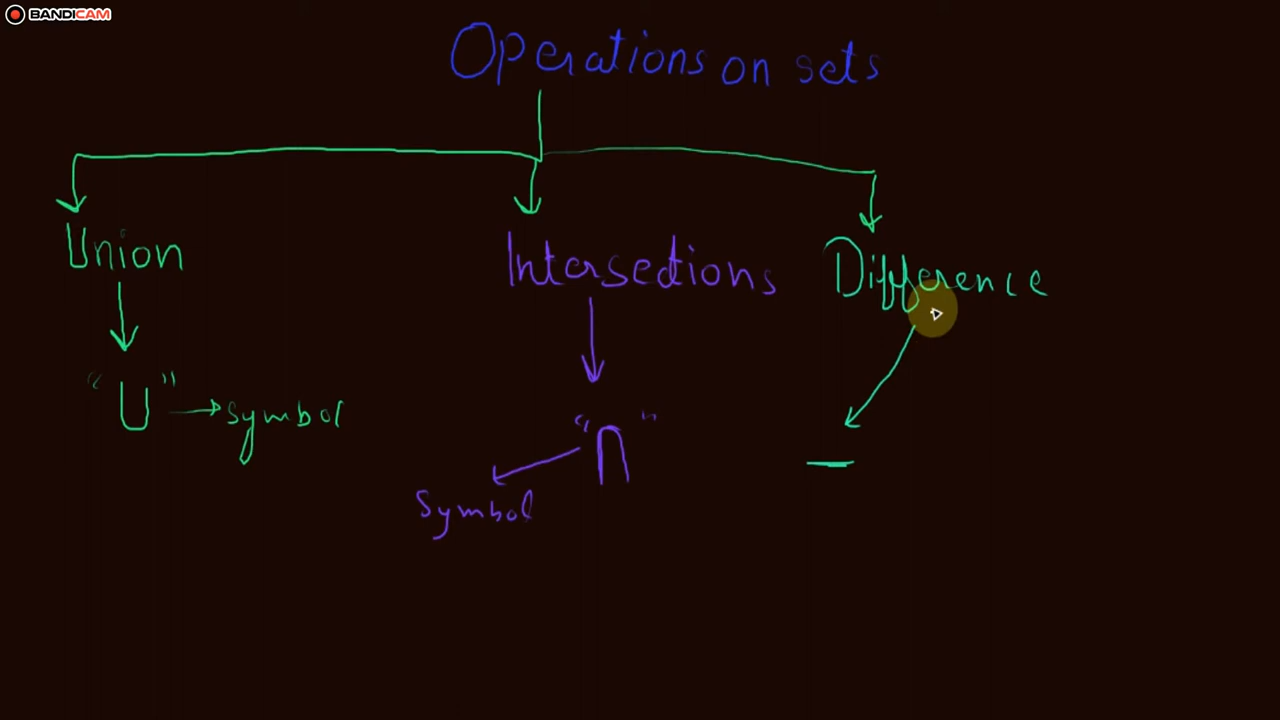 BANDICAM
Operations on sets
Union
Intersections
Difference
"U" → symbol
"∩"
Symbol
—